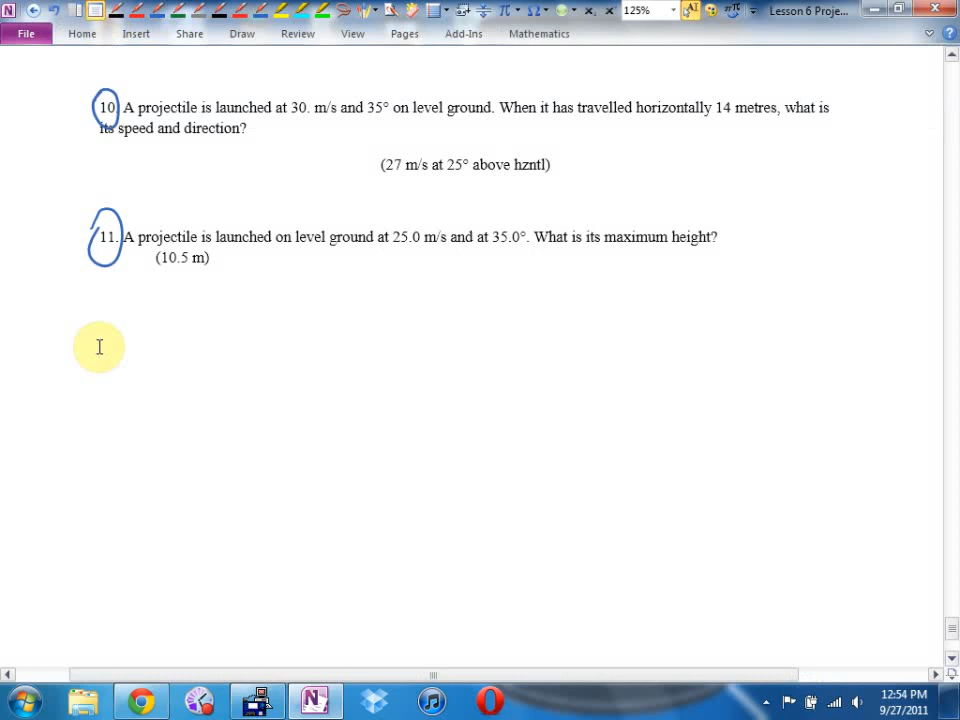 125%
Lesson 6 Proje...
File Home Insert Share Draw Review View Pages Add-Ins Mathematics
10. A projectile is launched at 30. m/s and 35° on level ground. When it has travelled horizontally 14 metres, what is
its speed and direction?
(27 m/s at 25° above hzntl)
11. A projectile is launched on level ground at 25.0 m/s and at 35.0°. What is its maximum height?
(10.5 m)
12:54 PM
9/27/2011